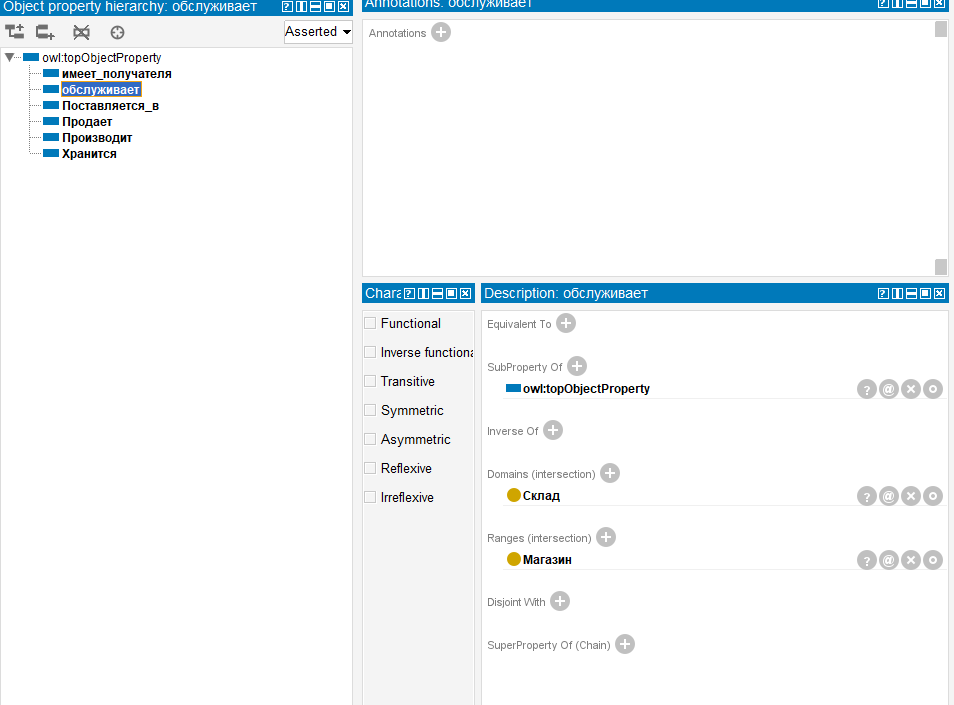 Object property hierarchy: обслуживает
Asserted
owl:topObjectProperty
имеет_получателя
обслуживает
Поставляется_в
Продает
Производит
Хранится
Annotations: обслуживает
Annotations
Chara
Functional
Inverse functiona
Transitive
Symmetric
Asymmetric
Reflexive
Irreflexive
Description: обслуживает
Equivalent To
SubProperty Of
owl:topObjectProperty
Inverse Of
Domains (intersection)
Склад
Ranges (intersection)
Магазин
Disjoint With
SuperProperty Of (Chain)